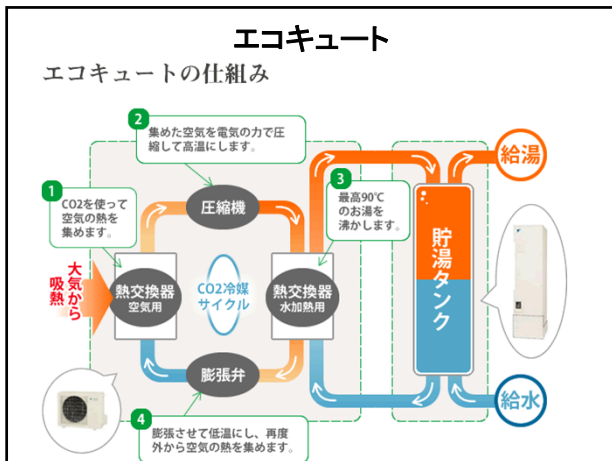 エコキュート
エコキュートの仕組み
2
集めた空気を電気の力で圧
縮して高温にします。
1
CO2を使って
空気の熱を
集めます。
3
最高90℃
のお湯を
沸かします。
給湯
圧縮機
大気から
吸熱
熱交換器
空気用
CO2冷媒
サイクル
熱交換器
水加熱用
貯湯タンク
膨張弁
給水
4
膨張させて低温にし、再度
外から空気の熱を集めます。